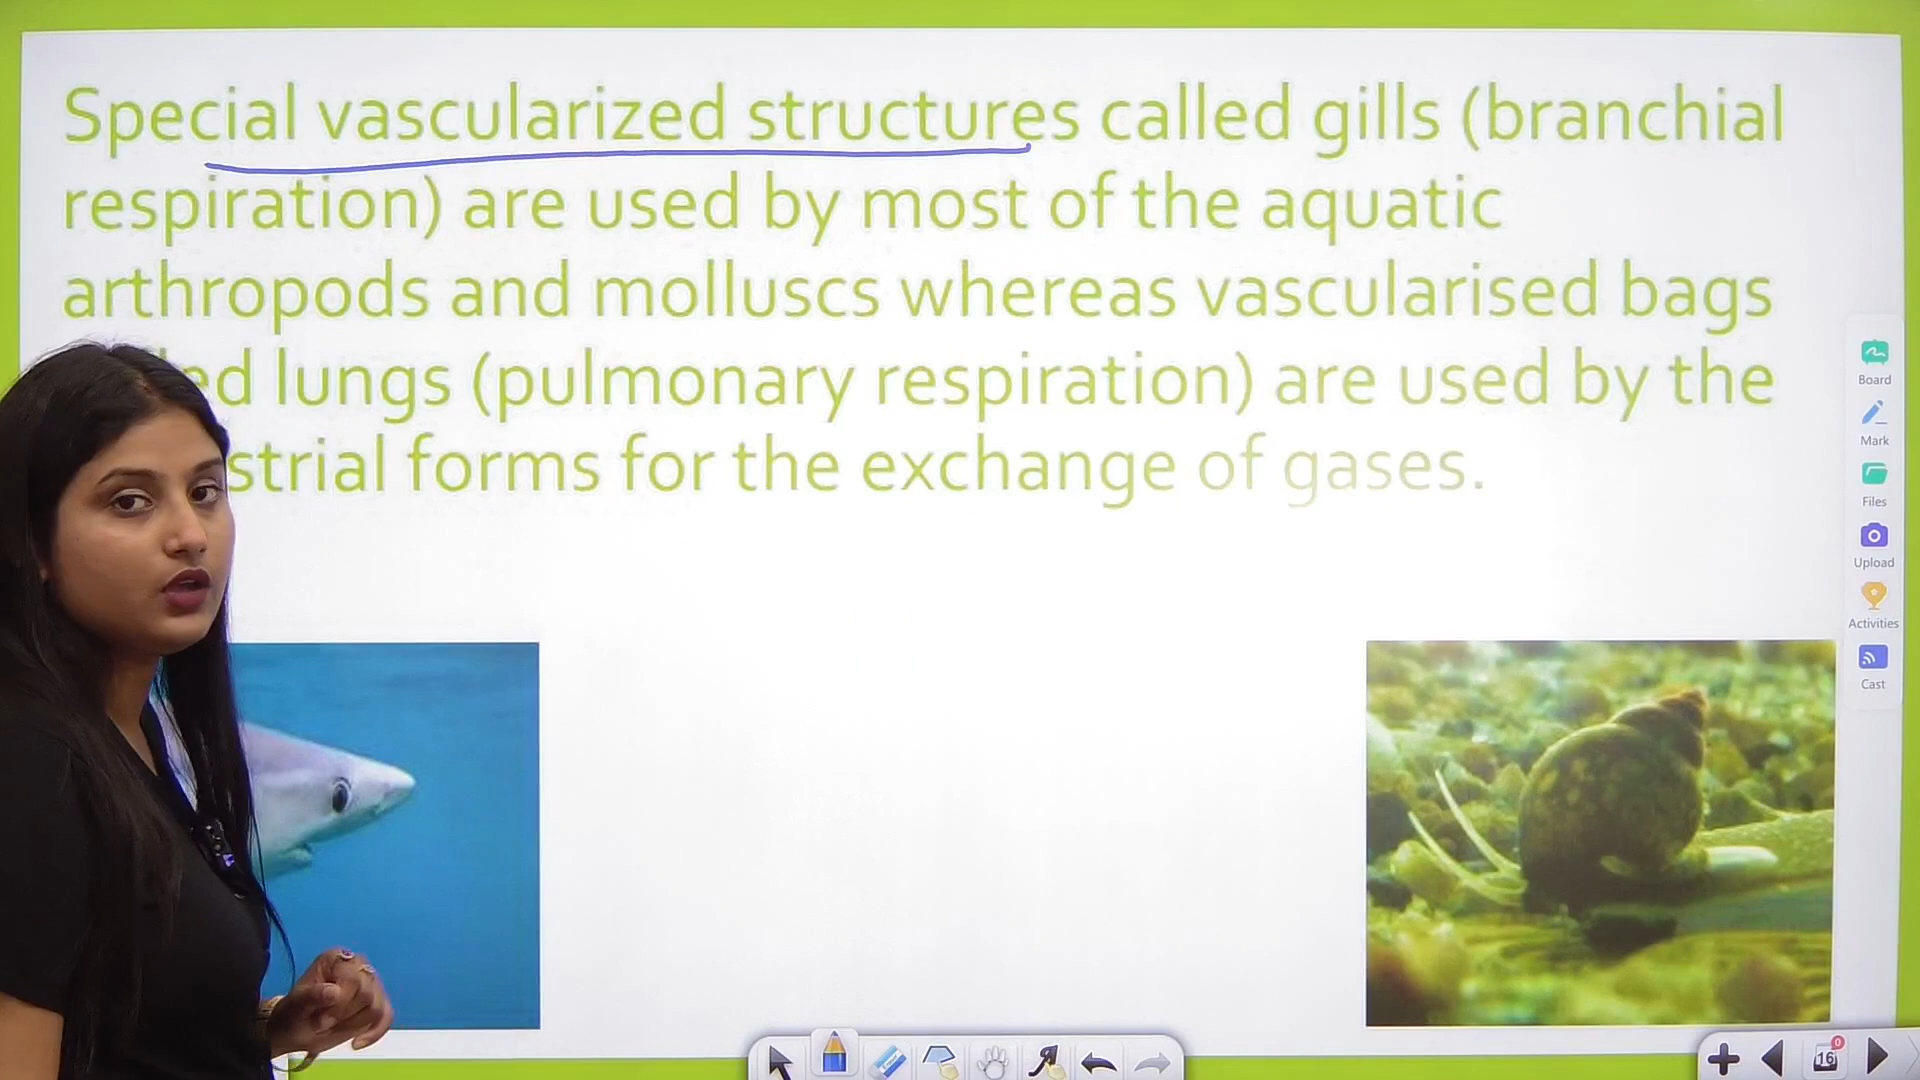 Special vascularized structures called gills (branchial
respiration) are used by most of the aquatic
arthropods and molluscs whereas vascularised bags
lungs (pulmonary respiration) are used by the
forms for the exchange of gases.
Board
Mark
Files
Upload
Activities
Cast
0
16